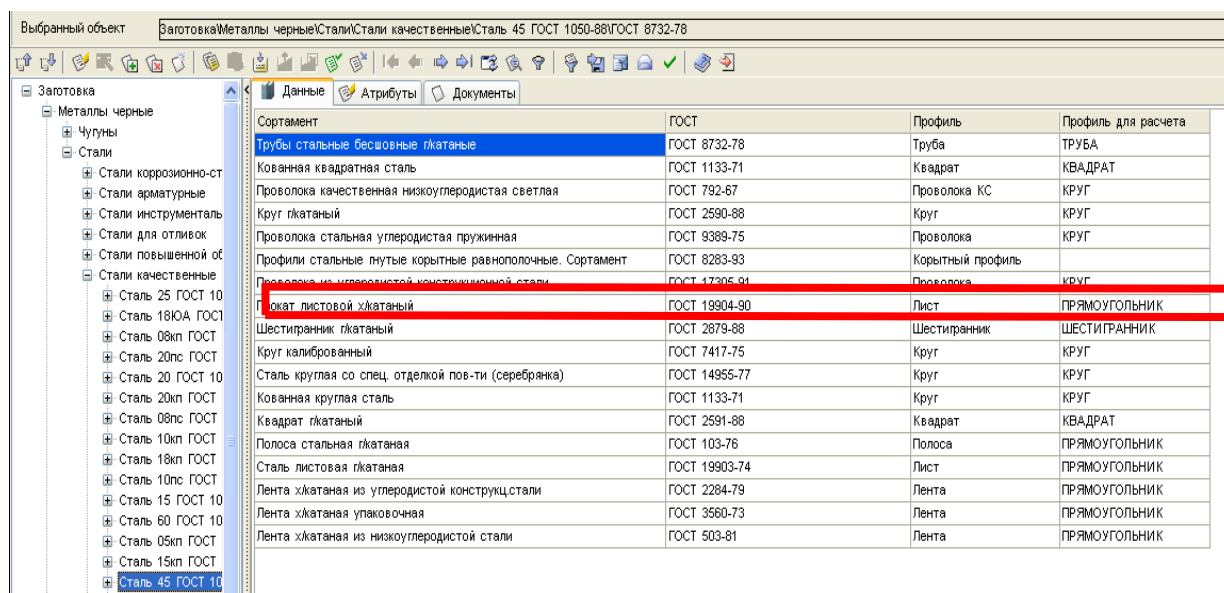 Выбранный объект Заготовка\Металлы черные\Стали\Стали качественные\Сталь 45 ГОСТ 1050-88\ГОСТ 8732-78
Данные Атрибуты Документы
Заготовка
Металлы черные
Чугуны
Стали
Стали коррозионно-ст
Стали арматурные
Стали инструменталь
Стали для отливок
Стали повышенной об
Стали качественные
Сталь 25 ГОСТ 10
Сталь 18ЮА ГОСТ
Сталь 08кп ГОСТ
Сталь 20пс ГОСТ
Сталь 20 ГОСТ 10
Сталь 20кп ГОСТ
Сталь 08пс ГОСТ
Сталь 10кп ГОСТ
Сталь 18кп ГОСТ
Сталь 10пс ГОСТ
Сталь 15 ГОСТ 10
Сталь 60 ГОСТ 10
Сталь 05кп ГОСТ
Сталь 15кп ГОСТ
Сталь 45 ГОСТ 10
Сортамент ГОСТ Профиль Профиль для расчета
Трубы стальные бесшовные г/катаные ГОСТ 8732-78 Труба ТРУБА
Кованная квадратная сталь ГОСТ 1133-71 Квадрат КВАДРАТ
Проволока качественная низкоуглеродистая светлая ГОСТ 792-67 Проволока КС КРУГ
Круг г/катаный ГОСТ 2590-88 Круг КРУГ
Проволока стальная углеродистая пружинная ГОСТ 9389-75 Проволока КРУГ
Профили стальные гнутые корытные равнополочные. Сортамент ГОСТ 8283-93 Корытный профиль
Проволока из углеродистой конструкционной стали ГОСТ 17305-91 Проволока КРУГ
Прокат листовой х/катаный ГОСТ 19904-90 Лист ПРЯМОУГОЛЬНИК
Шестигранник г/катаный ГОСТ 2879-88 Шестигранник ШЕСТИГРАННИК
Круг калиброванный ГОСТ 7417-75 Круг КРУГ
Сталь круглая со спец. отделкой пов-ти (серебрянка) ГОСТ 14955-77 Круг КРУГ
Кованная круглая сталь ГОСТ 1133-71 Круг КРУГ
Квадрат г/катаный ГОСТ 2591-88 Квадрат КВАДРАТ
Полоса стальная г/катаная ГОСТ 103-76 Полоса ПРЯМОУГОЛЬНИК
Сталь листовая г/катаная ГОСТ 19903-74 Лист ПРЯМОУГОЛЬНИК
Лента х/катаная из углеродистой конструкц.стали ГОСТ 2284-79 Лента ПРЯМОУГОЛЬНИК
Лента х/катаная упаковочная ГОСТ 3560-73 Лента ПРЯМОУГОЛЬНИК
Лента х/катаная из низкоуглеродистой стали ГОСТ 503-81 Лента ПРЯМОУГОЛЬНИК